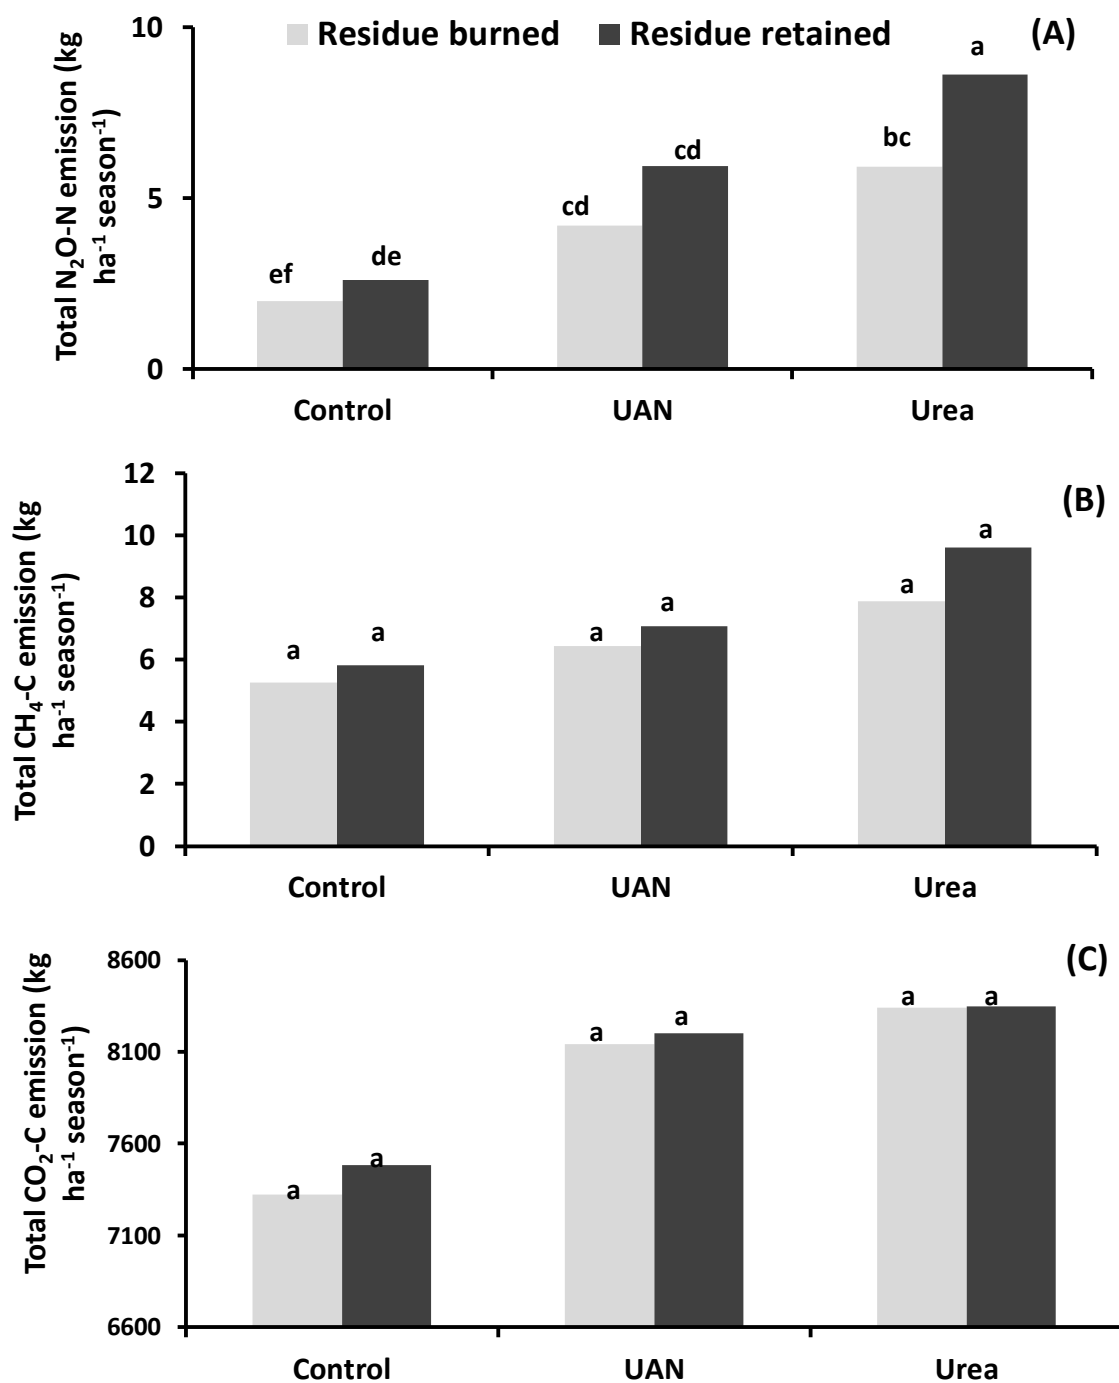 Residue burned Residue retained (A)
Total N₂O-N emission (kg
ha⁻¹ season⁻¹)
10
5
0
ef
de
cd
cd
bc
a
Control UAN Urea
(B)
Total CH₄-C emission (kg
ha⁻¹ season⁻¹)
12
10
8
6
4
2
0
a
a
a
a
a
a
Control UAN Urea
(C)
Total CO₂-C emission (kg
ha⁻¹ season⁻¹)
8600
8100
7600
7100
6600
a
a
a
a
a
a
Control UAN Urea